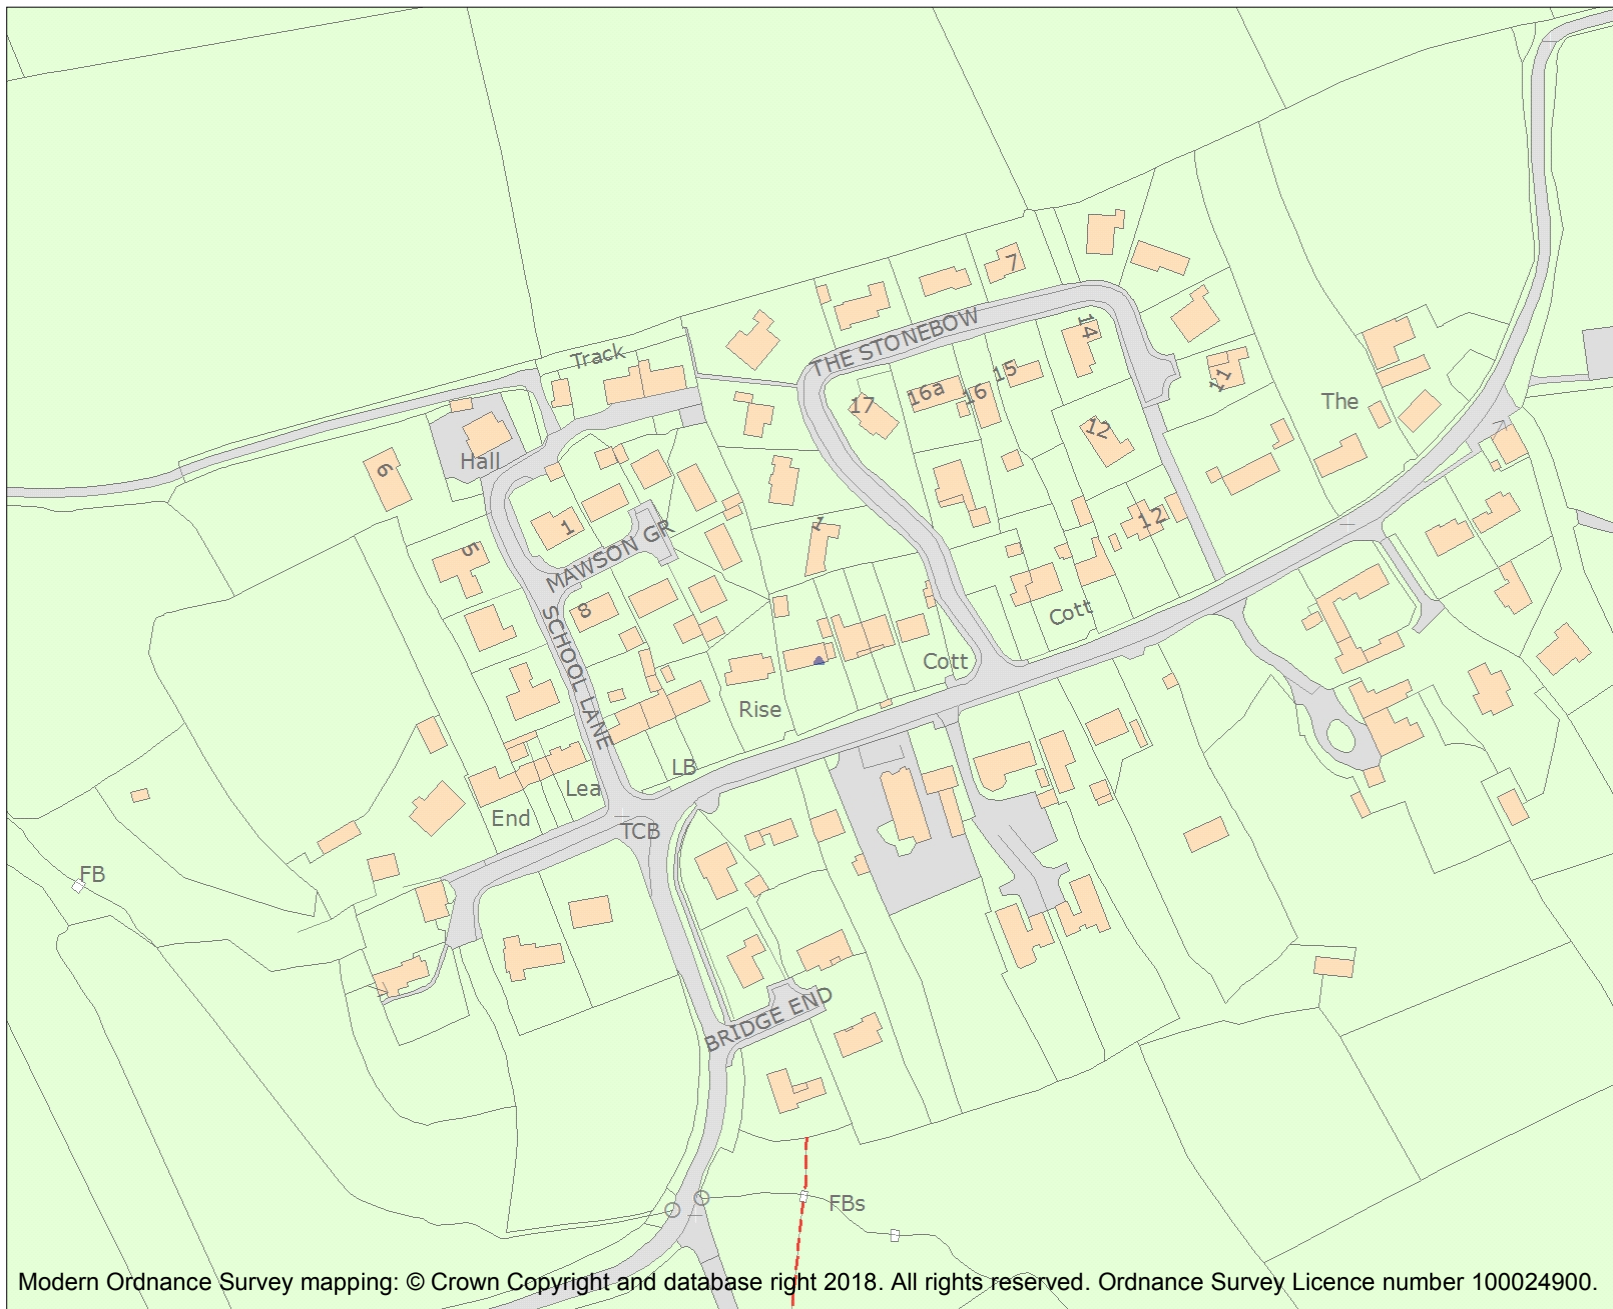 7
Track
THE STONEBOW
14
11
16a
16
15
17
The
12
Hall
6
1
1
12
5
MAWSON GR
8
SCHOOL LANE
Cott
Cott
Rise
LB
Lea
End
TCB
FB
BRIDGE END
FBs
Modern Ordnance Survey mapping: © Crown Copyright and database right 2018. All rights reserved. Ordnance Survey Licence number 100024900.